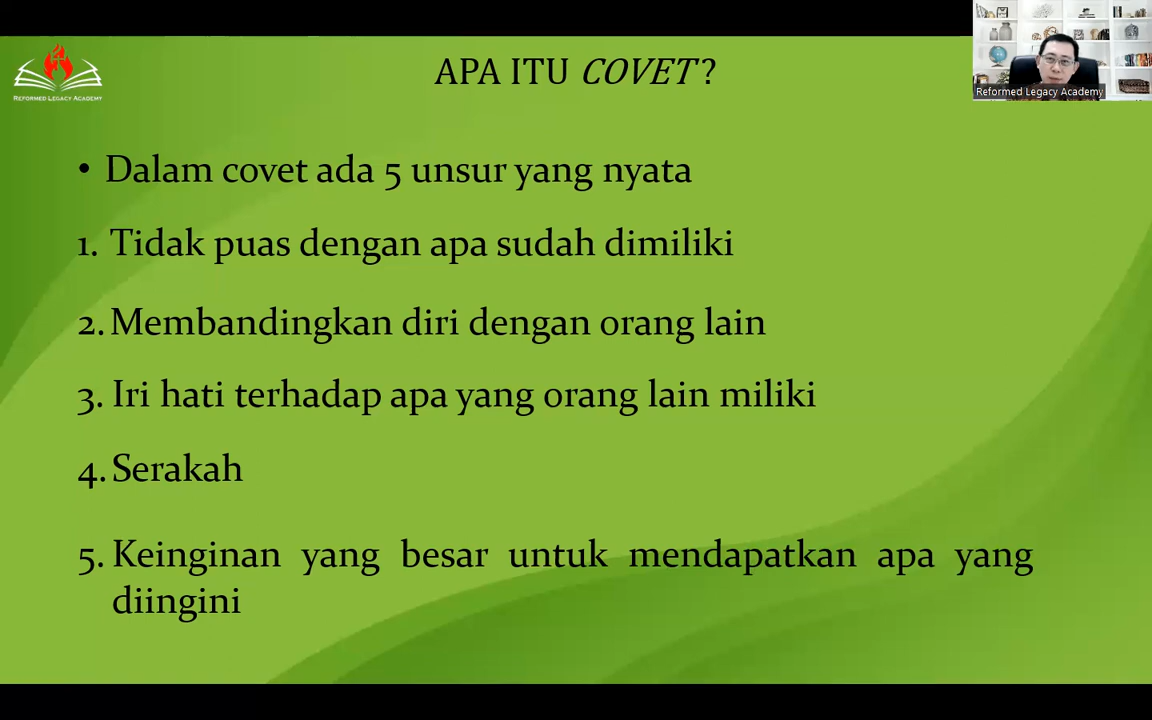 APA ITU COVET?
REFORMED LEGACY ACADEMY
Reformed Legacy Academy
• Dalam covet ada 5 unsur yang nyata
1. Tidak puas dengan apa sudah dimiliki
2. Membandingkan diri dengan orang lain
3. Iri hati terhadap apa yang orang lain miliki
4. Serakah
5. Keinginan yang besar untuk mendapatkan apa yang
diingini